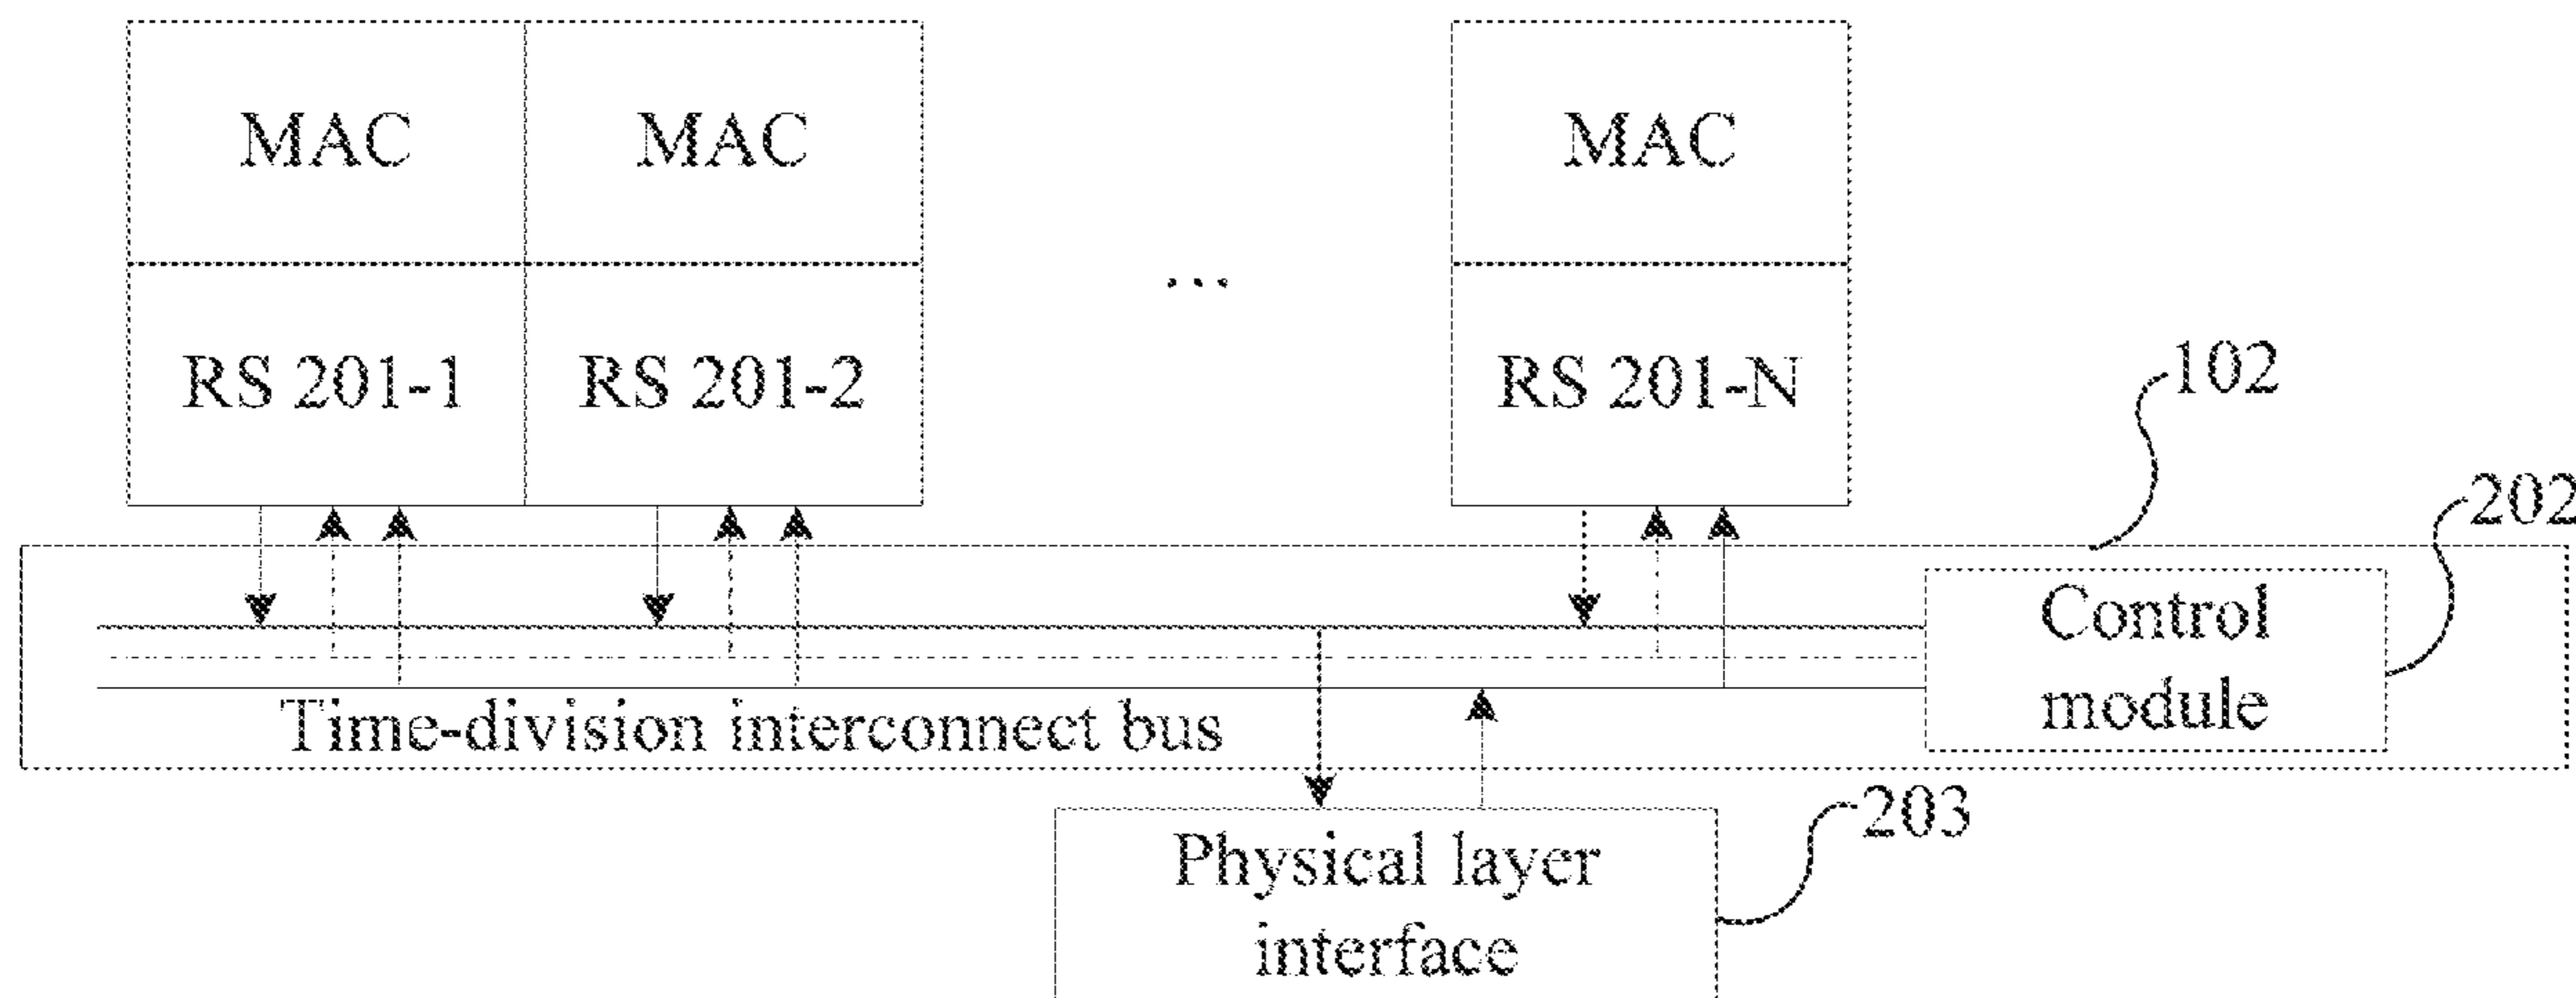 MAC MAC MAC
...
RS 201-1 RS 201-2 RS 201-N
102
202
Control
module
Time-division interconnect bus
203
Physical layer
interface